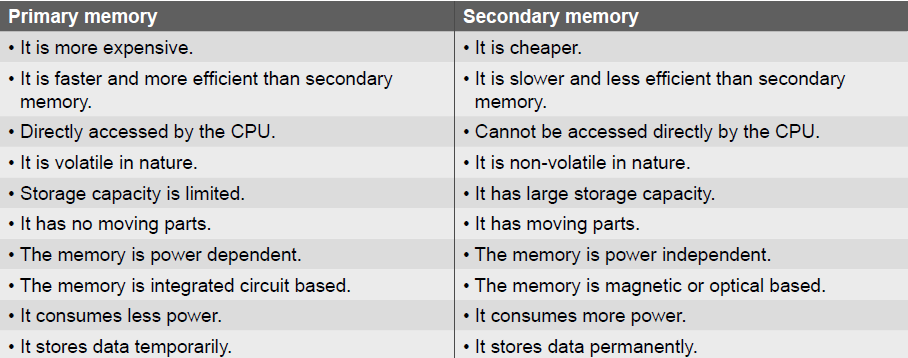 Primary memory Secondary memory
• It is more expensive. • It is cheaper.
• It is faster and more efficient than secondary memory. • It is slower and less efficient than secondary memory.
• Directly accessed by the CPU. • Cannot be accessed directly by the CPU.
• It is volatile in nature. • It is non-volatile in nature.
• Storage capacity is limited. • It has large storage capacity.
• It has no moving parts. • It has moving parts.
• The memory is power dependent. • The memory is power independent.
• The memory is integrated circuit based. • The memory is magnetic or optical based.
• It consumes less power. • It consumes more power.
• It stores data temporarily. • It stores data permanently.